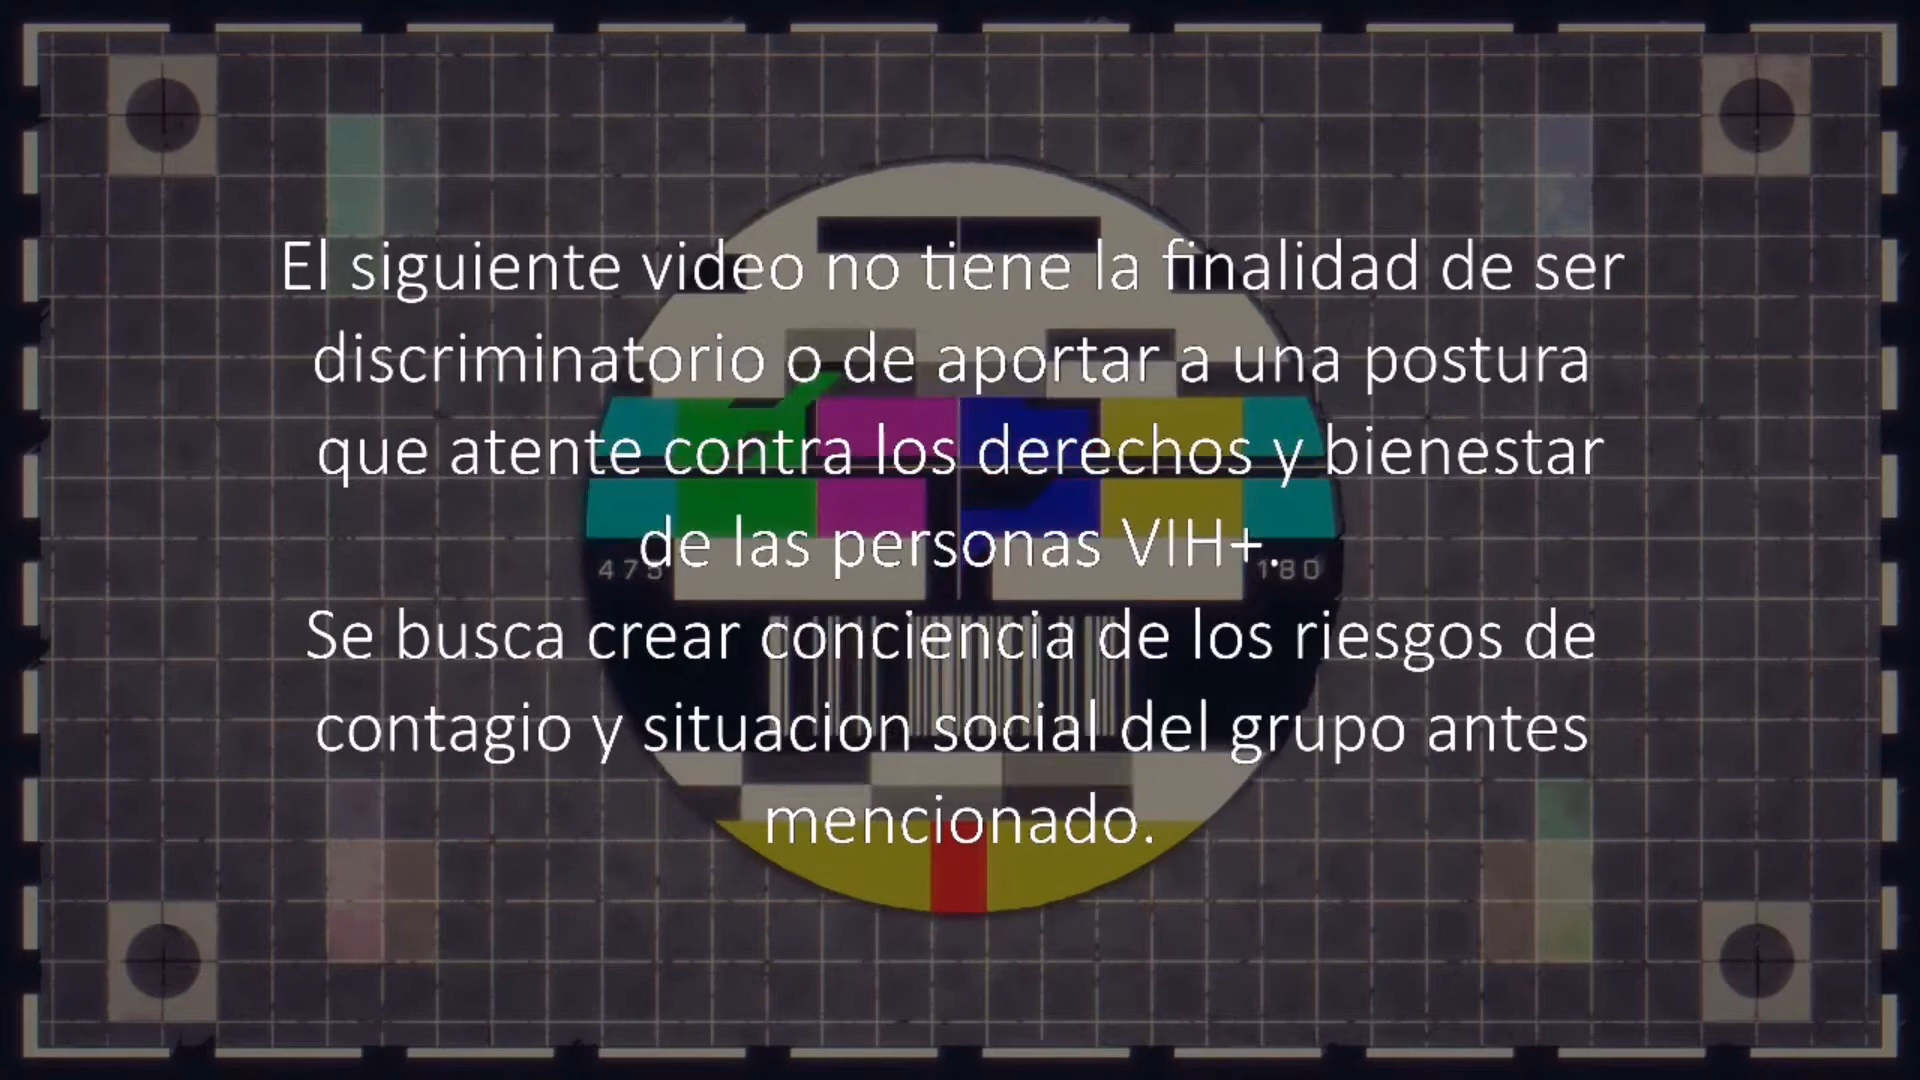 El siguiente video no tiene la finalidad de ser
discriminatorio o de aportar a una postura
que atente contra los derechos y bienestar
de las personas VIH+.
475 180
Se busca crear conciencia de los riesgos de
contagio y situacion social del grupo antes
mencionado.